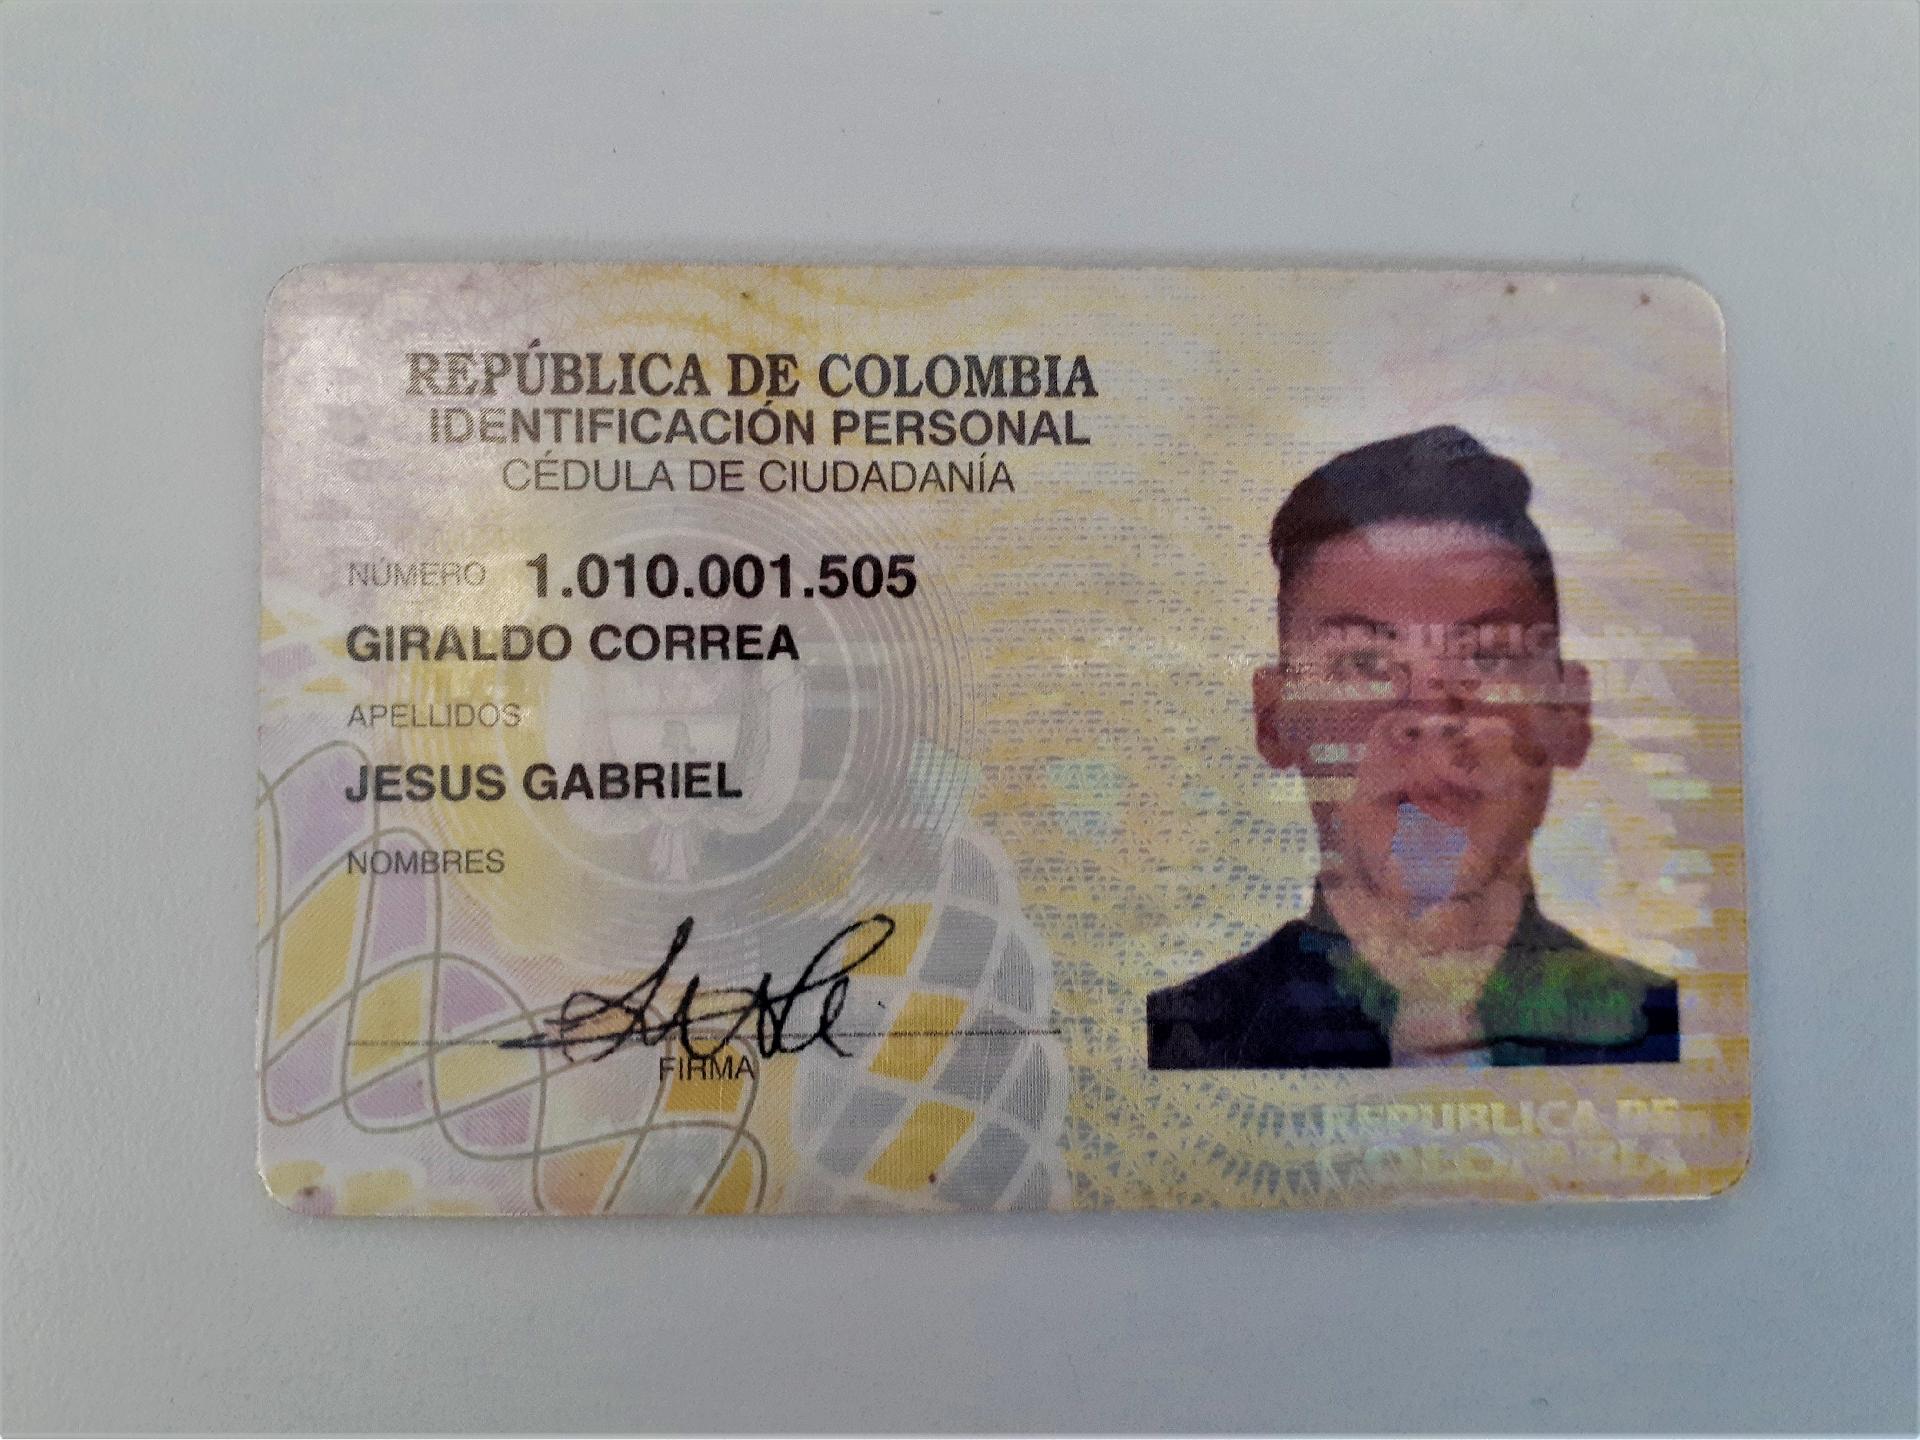 REPÚBLICA DE COLOMBIA
IDENTIFICACIÓN PERSONAL
CÉDULA DE CIUDADANÍA
NÚMERO 1.010.001.505
GIRALDO CORREA
APELLIDOS
JESUS GABRIEL
NOMBRES
FIRMA
REPUBLICA DE
COLOMBIA